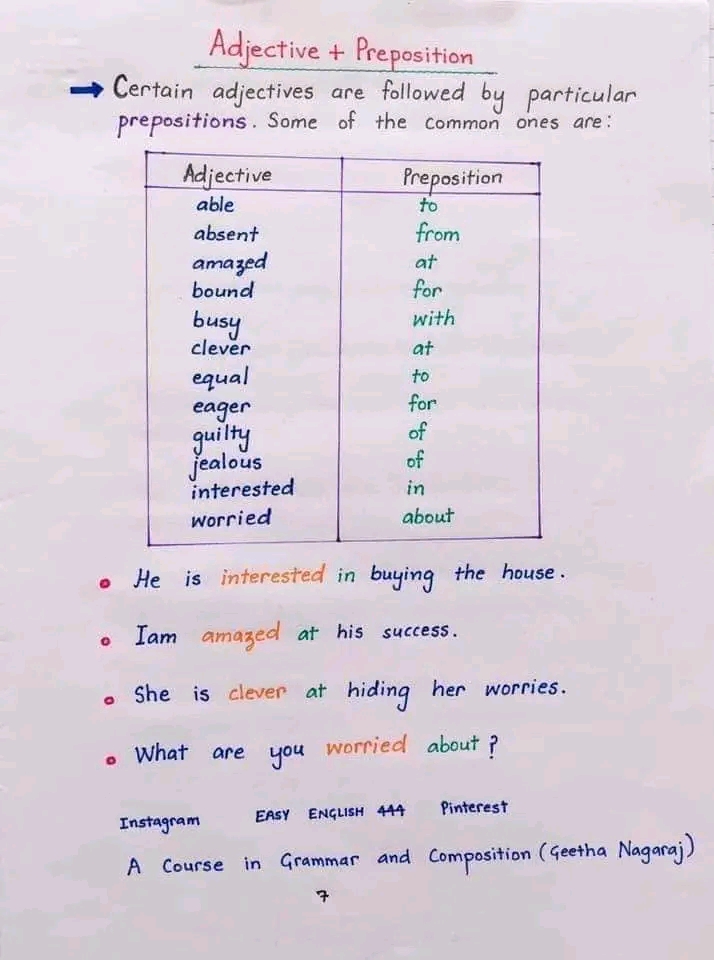 Adjective + Preposition
➡ Certain adjectives are followed by particular
prepositions. Some of the common ones are:
Adjective Preposition
able to
absent from
amazed at
bound for
busy with
clever at
equal to
eager for
guilty of
jealous of
interested in
worried about
He is interested in buying the house.
Iam amazed at his success.
She is clever at hiding her worries.
What are you worried about?
Instagram EASY ENGLISH 444 Pinterest
A Course in Grammar and Composition (Geetha Nagaraj)
7